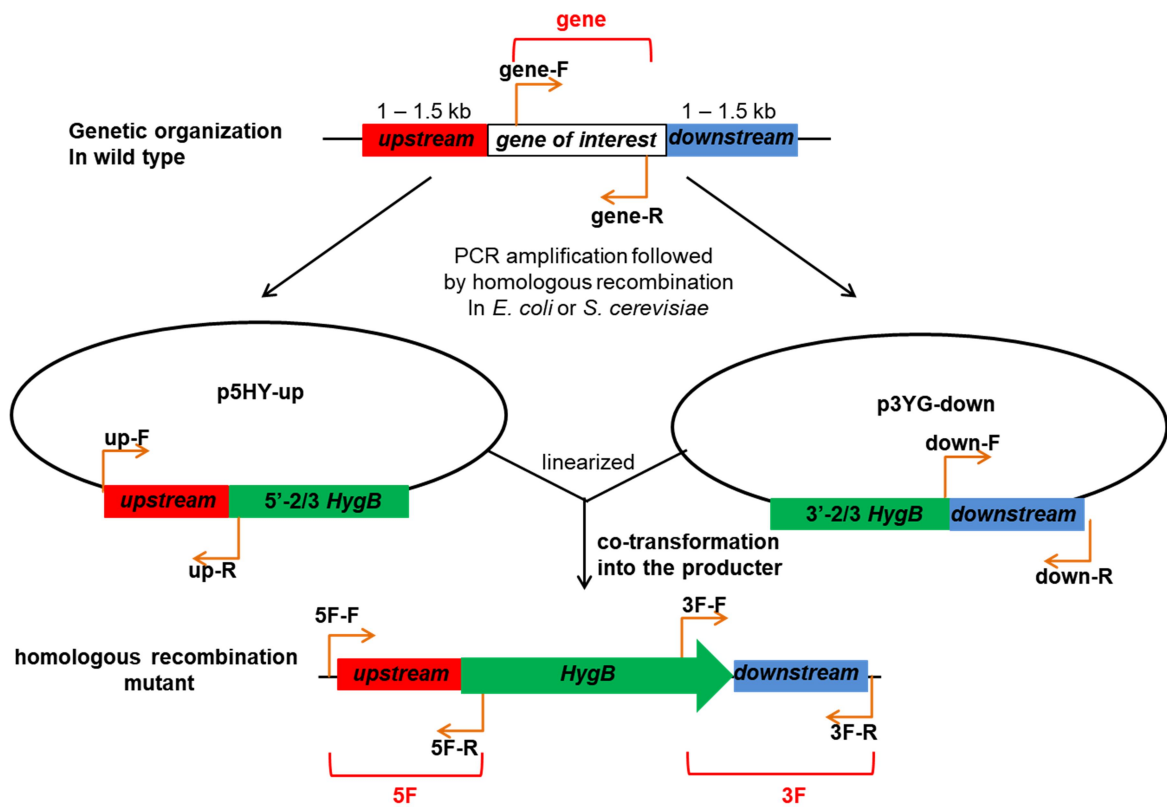 gene
gene-F
1 – 1.5 kb
1 – 1.5 kb
Genetic organization
In wild type
upstream
gene of interest
downstream
gene-R
PCR amplification followed
by homologous recombination
In E. coli or S. cerevisiae
p5HY-up
p3YG-down
up-F
down-F
linearized
upstream
5'-2/3 HygB
3'-2/3 HygB
downstream
up-R
down-R
co-transformation
into the producter
5F-F
3F-F
homologous recombination
mutant
upstream
HygB
downstream
5F-R
3F-R
5F
3F